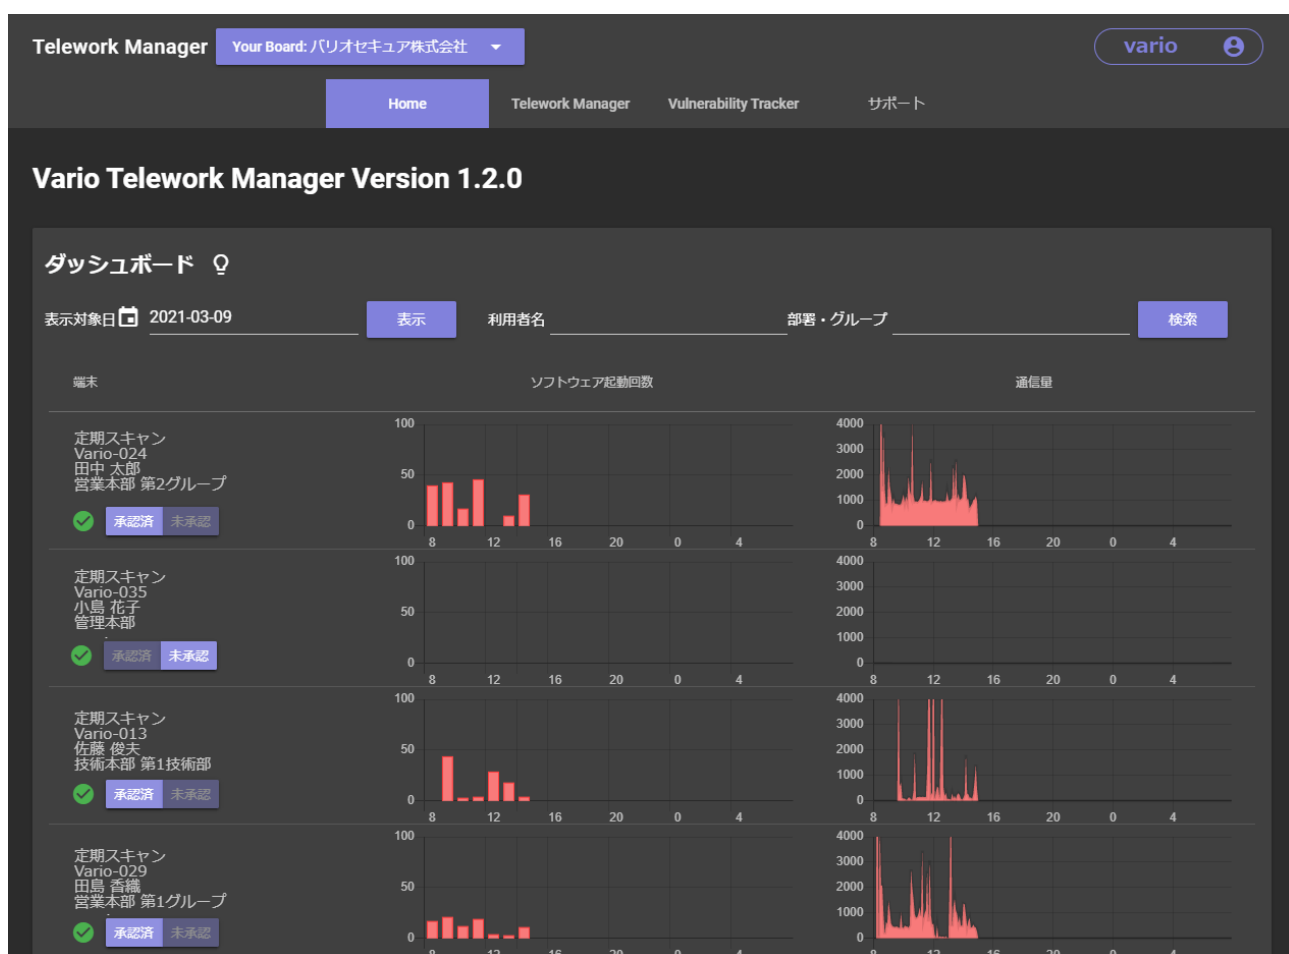 Telework Manager
Your Board: バリオセキュア株式会社
vario
Home
Telework Manager
Vulnerability Tracker
サポート
Vario Telework Manager Version 1.2.0
ダッシュボード
表示対象日 2021-03-09
表示
利用者名
部署・グループ
検索
端末
ソフトウェア起動回数
通信量
定期スキャン
Vario-024
田中 太郎
営業本部 第2グループ
承認済 未承認
100
50
0
8 12 16 20 0 4
4000
3000
2000
1000
0
8 12 16 20 0 4
定期スキャン
Vario-035
小島 花子
管理本部
承認済 未承認
100
50
0
8 12 16 20 0 4
4000
3000
2000
1000
0
8 12 16 20 0 4
定期スキャン
Vario-013
佐藤 俊夫
技術本部 第1技術部
承認済 未承認
100
50
0
8 12 16 20 0 4
4000
3000
2000
1000
0
8 12 16 20 0 4
定期スキャン
Vario-029
田島 香織
営業本部 第1グループ
承認済 未承認
100
50
0
8 12 16 20 0 4
4000
3000
2000
1000
0
8 12 16 20 0 4